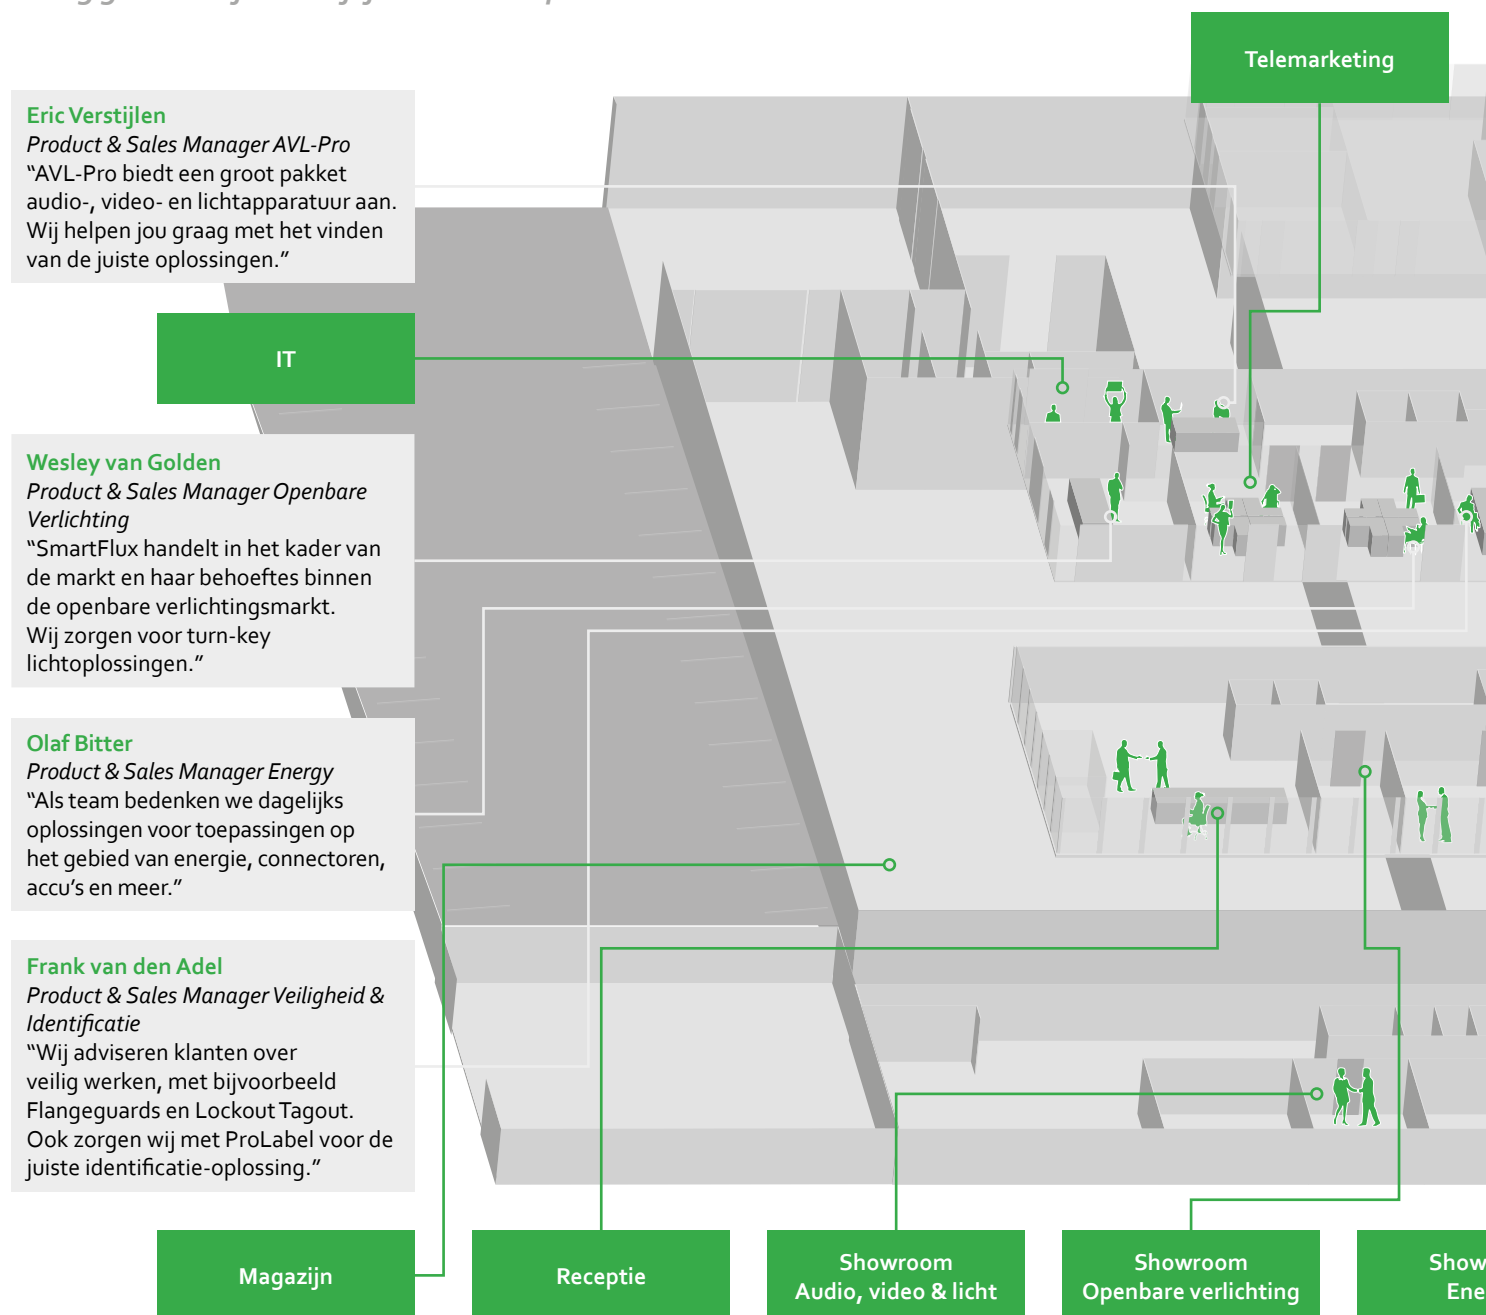 Telemarketing
Eric Verstijlen
Product & Sales Manager AVL-Pro
“AVL-Pro biedt een groot pakket
audio-, video- en lichtapparatuur aan.
Wij helpen jou graag met het vinden
van de juiste oplossingen.”
IT
Wesley van Golden
Product & Sales Manager Openbare
Verlichting
“SmartFlux handelt in het kader van
de markt en haar behoeftes binnen
de openbare verlichtingsmarkt.
Wij zorgen voor turn-key
lichtoplossingen.”
Olaf Bitter
Product & Sales Manager Energy
“Als team bedenken we dagelijks
oplossingen voor toepassingen op
het gebied van energie, connectoren,
accu’s en meer.”
Frank van den Adel
Product & Sales Manager Veiligheid &
Identificatie
“Wij adviseren klanten over
veilig werken, met bijvoorbeeld
Flangeguards en Lockout Tagout.
Ook zorgen wij met ProLabel voor de
juiste identificatie-oplossing.”
Magazijn
Receptie
Showroom
Audio, video & licht
Showroom
Openbare verlichting